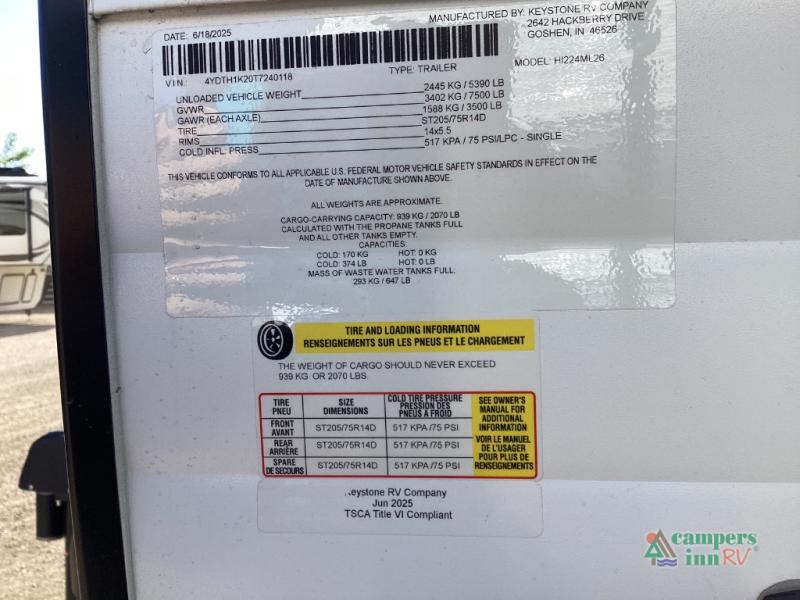 MANUFACTURED BY: KEYSTONE RV COMPANY
2642 HACKBERRY DRIVE
GOSHEN, IN 46526
DATE: 6/18/2025
VIN: 4YDTH1K20T7240118
TYPE: TRAILER
MODEL: HI224ML26
UNLOADED VEHICLE WEIGHT 2445 KG / 5390 LB
GVWR 3402 KG / 7500 LB
GAWR (EACH AXLE) 1588 KG / 3500 LB
TIRE ST205/75R14D
RIMS 14x5.5
COLD INFL. PRESS 517 KPA / 75 PSI/LPC - SINGLE
THIS VEHICLE CONFORMS TO ALL APPLICABLE U.S. FEDERAL MOTOR VEHICLE SAFETY STANDARDS IN EFFECT ON THE
DATE OF MANUFACTURE SHOWN ABOVE.
ALL WEIGHTS ARE APPROXIMATE.
CARGO-CARRYING CAPACITY: 939 KG / 2070 LB
CALCULATED WITH THE PROPANE TANKS FULL
AND ALL OTHER TANKS EMPTY.
CAPACITIES:
COLD: 170 KG HOT: 0 KG
COLD: 374 LB HOT: 0 LB
MASS OF WASTE WATER TANKS FULL:
293 KG / 647 LB
TIRE AND LOADING INFORMATION
RENSEIGNEMENTS SUR LES PNEUS ET LE CHARGEMENT
THE WEIGHT OF CARGO SHOULD NEVER EXCEED
939 KG OR 2070 LBS.
TIRE
PNEU
SIZE
DIMENSIONS
COLD TIRE PRESSURE
PRESSION DES
PNEUS A FROID
SEE OWNER'S
MANUAL FOR
ADDITIONAL
INFORMATION
VOIR LE MANUEL
DE L'USAGER
POUR PLUS DE
RENSEIGNEMENTS
FRONT
AVANT
ST205/75R14D
517 KPA /75 PSI
REAR
ARRIÈRE
ST205/75R14D
517 KPA /75 PSI
SPARE
DE SECOURS
ST205/75R14D
517 KPA /75 PSI
Keystone RV Company
Jun 2025
TSCA Title VI Compliant
campers
inn RV